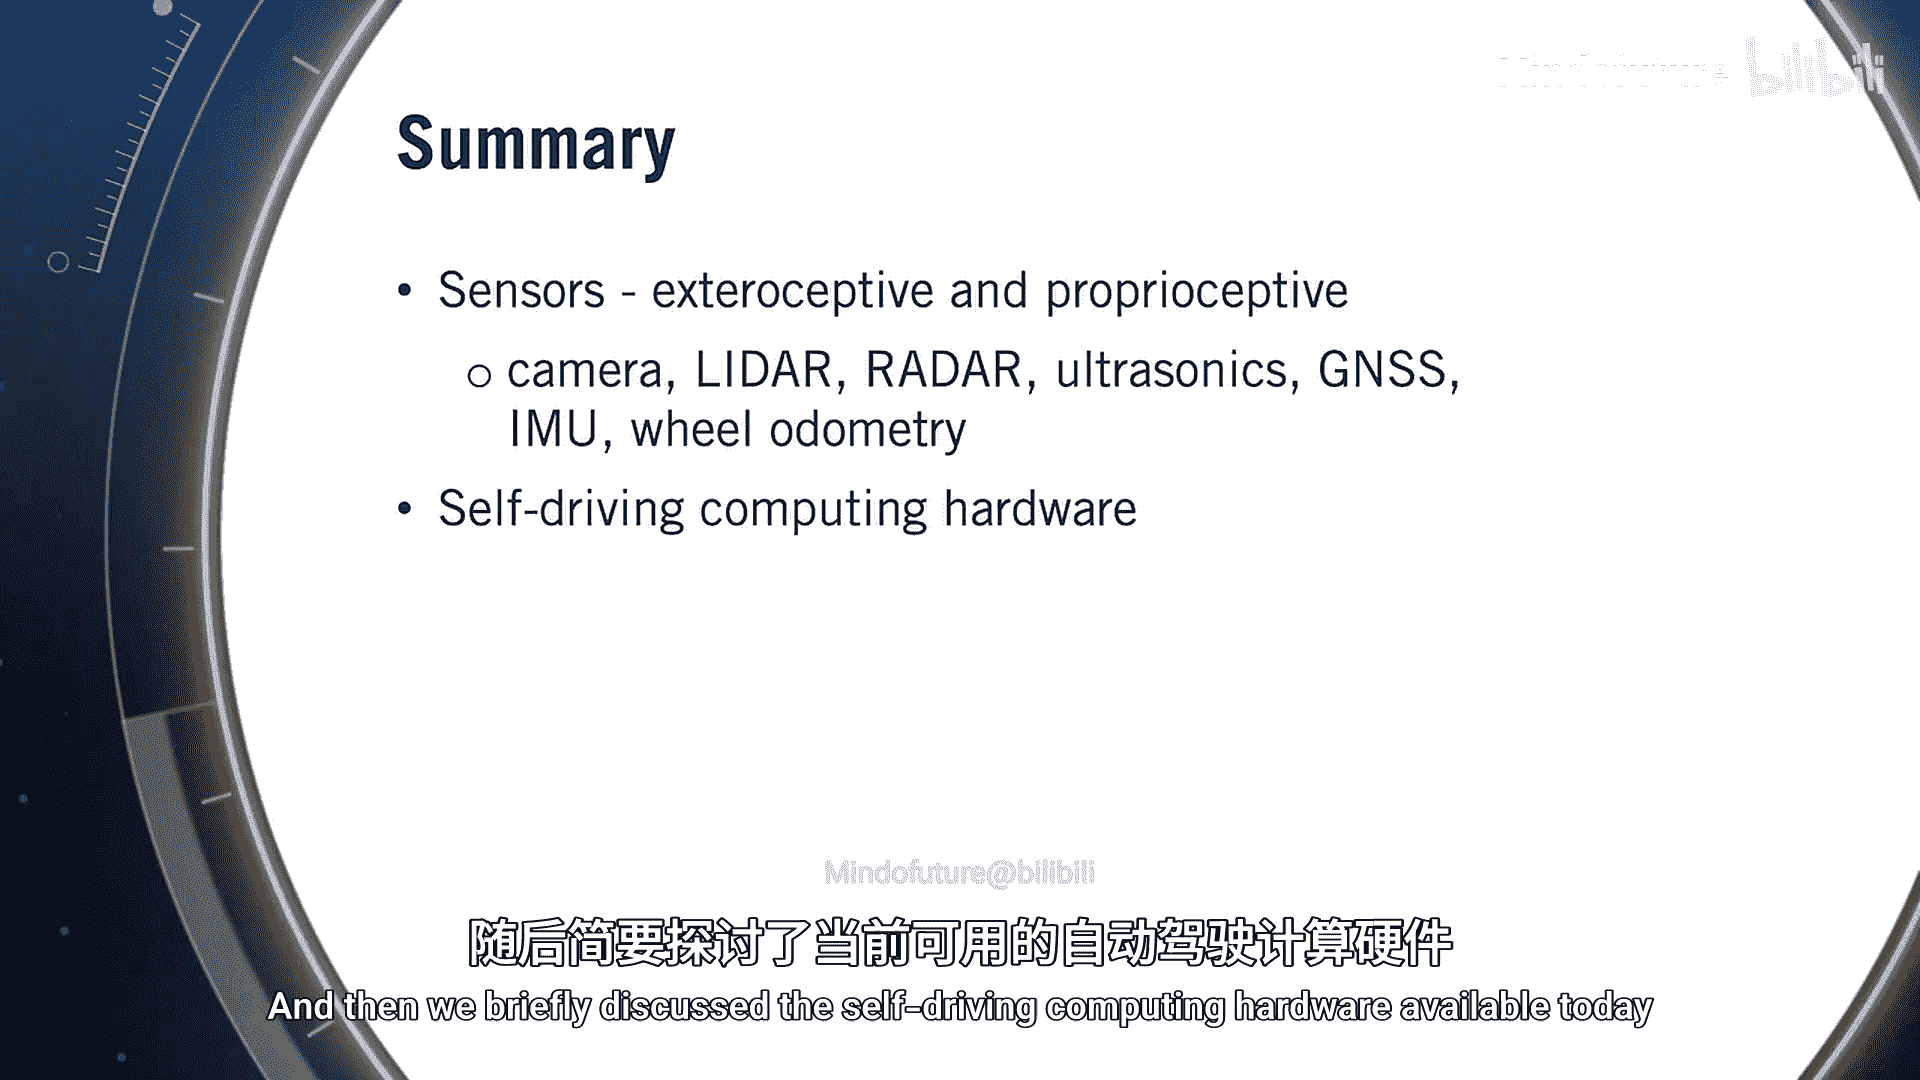 bilibili
Summary
• Sensors - exteroceptive and proprioceptive
○ camera, LIDAR, RADAR, ultrasonics, GNSS,
IMU, wheel odometry
• Self-driving computing hardware
Mindofuture@bilibili
随后简要探讨了当前可用的自动驾驶计算硬件
And then we briefly discussed the self-driving computing hardware available today